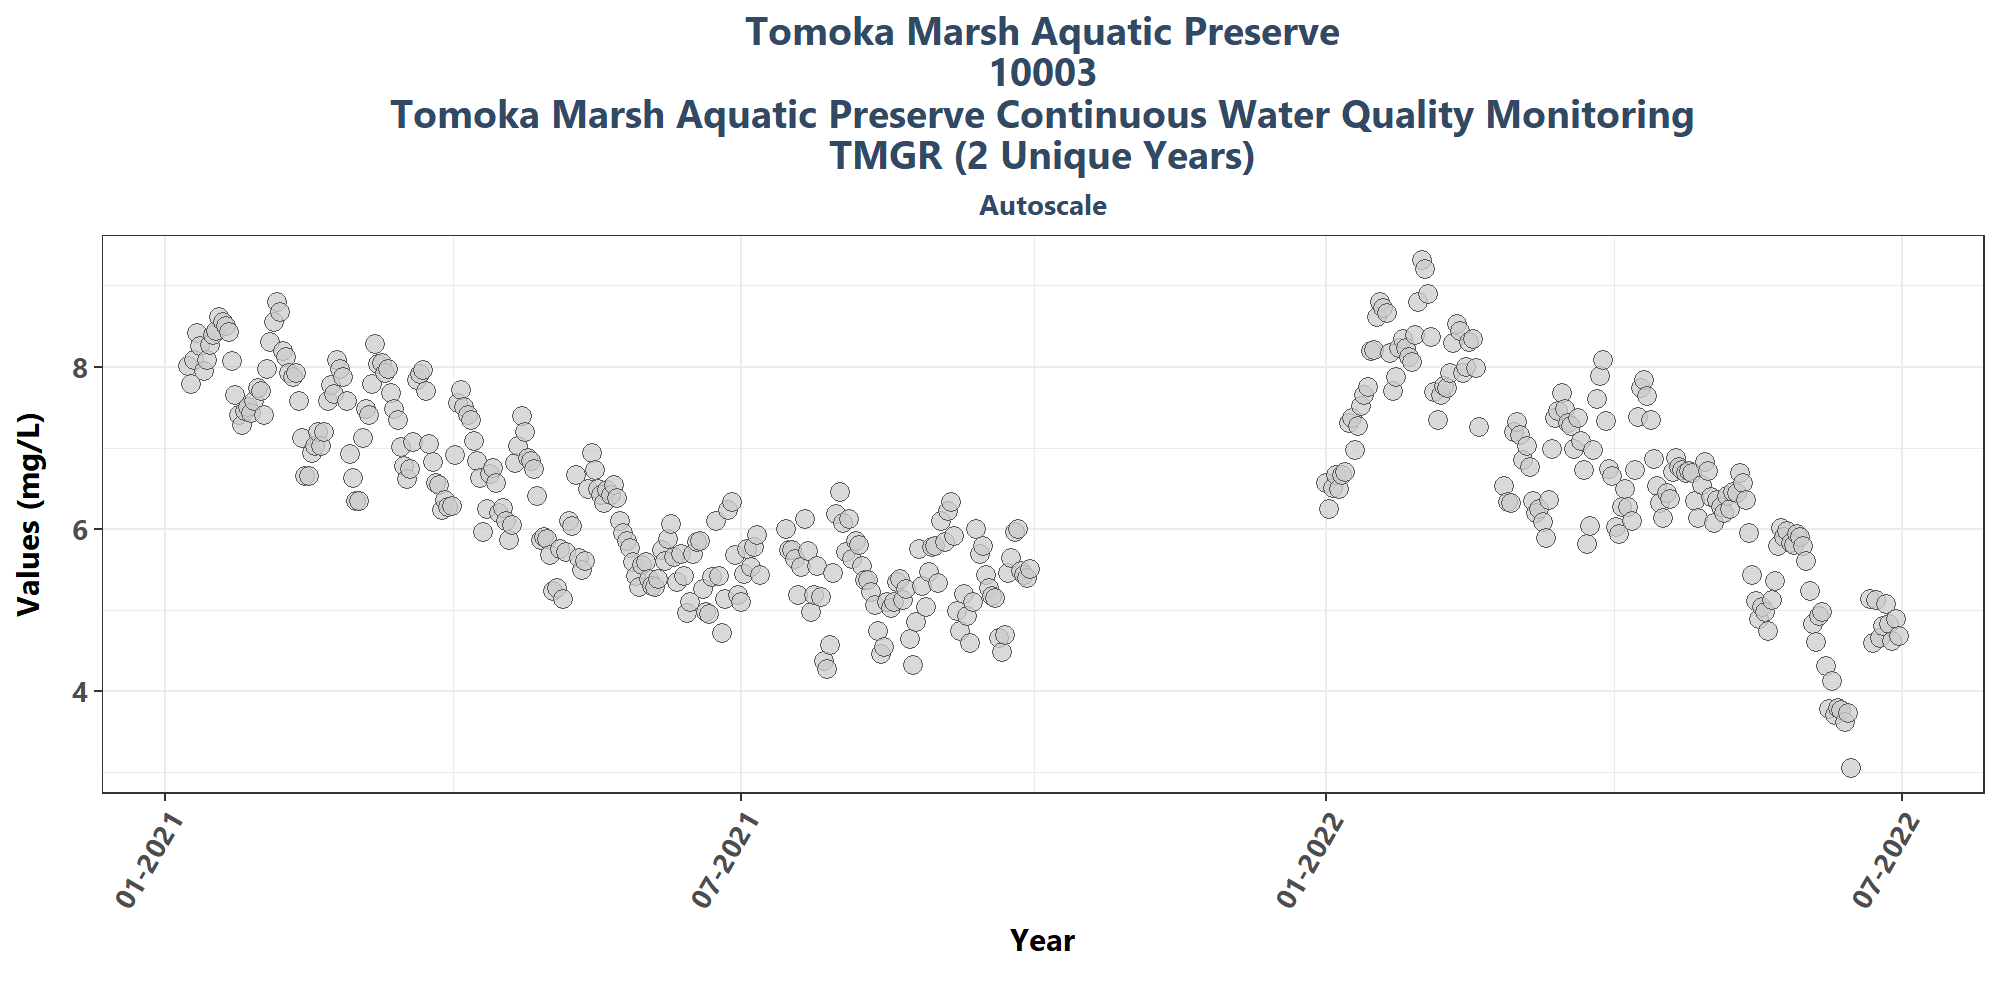 Tomoka Marsh Aquatic Preserve
10003
Tomoka Marsh Aquatic Preserve Continuous Water Quality Monitoring
TMGR (2 Unique Years)
Autoscale
Values (mg/L)
8
6
4
01-2021
07-2021
01-2022
07-2022
Year